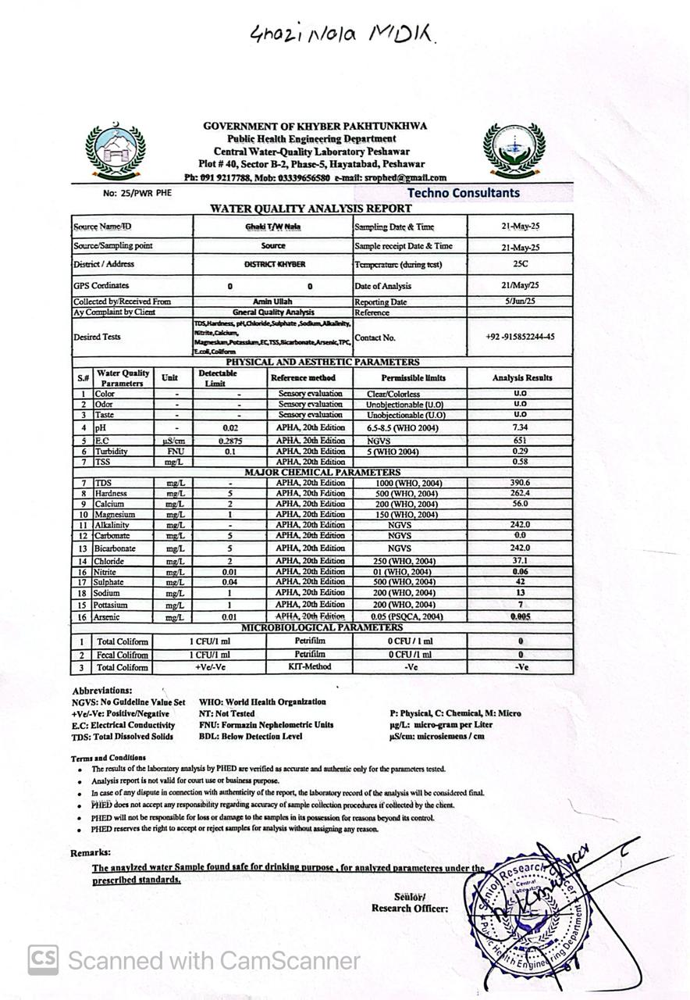 Ghazi Nala MDK.
GOVERNMENT OF KHYBER PAKHTUNKHWA
Public Health Engineering Department
Central Water-Quality Laboratory Peshawar
Plot # 40, Sector B-2, Phase-5, Hayatabad, Peshawar
Ph: 091 9217788, Mob: 03339656580 e-mail: srophed@gmail.com
No: 25/PWR PHE Techno Consultants
WATER QUALITY ANALYSIS REPORT
Source Name/ID Ghaki T/W Nala Sampling Date & Time 21-May-25
Source/Sampling point Source Sample receipt Date & Time 21-May-25
District / Address DISTRICT KHYBER Temperature (during test) 25C
GPS Cordinates 0 0 Date of Analysis 21/May/25
Collected by/Received From Amin Ullah Reporting Date 5/Jun/25
Ay Complaint by Client Gneral Quality Analysis Reference
Desired Tests TDS,Hardness, pH,Chloride,Sulphate ,Sodium,Alkalinity,
Nitrite,Calcium,
Magnesium,Potassium,EC,TSS,Bicarbonate,Arsenic,TPC,
E.coli,Coliform
Contact No. +92 -915852244-45
PHYSICAL AND AESTHETIC PARAMETERS
S.# Water Quality Parameters Unit Detectable Limit Reference method Permissible limits Analysis Results
1 Color - - Sensory evaluation Clear/Colorless U.O
2 Odor - - Sensory evaluation Unobjectionable (U.O) U.O
3 Taste - - Sensory evaluation Unobjectionable (U.O) U.O
4 pH - 0.02 APHA, 20th Edition 6.5-8.5 (WHO 2004) 7.34
5 E.C µS/cm 0.2875 APHA, 20th Edition NGVS 651
6 Turbidity FNU 0.1 APHA, 20th Edition 5 (WHO 2004) 0.29
7 TSS mg/L APHA, 20th Edition 0.58
MAJOR CHEMICAL PARAMETERS
7 TDS mg/L - APHA, 20th Edition 1000 (WHO, 2004) 390.6
8 Hardness mg/L 5 APHA, 20th Edition 500 (WHO, 2004) 262.4
9 Calcium mg/L 2 APHA, 20th Edition 200 (WHO, 2004) 56.0
10 Magnesium mg/L 1 APHA, 20th Edition 150 (WHO, 2004)
11 Alkalinity mg/L - APHA, 20th Edition NGVS 242.0
12 Carbonate mg/L 5 APHA, 20th Edition NGVS 0.0
13 Bicarbonate mg/L 5 APHA, 20th Edition NGVS 242.0
14 Chloride mg/L 2 APHA, 20th Edition 250 (WHO, 2004) 37.1
16 Nitrite mg/L 0.01 APHA, 20th Edition 01 (WHO, 2004) 0.06
17 Sulphate mg/L 0.04 APHA, 20th Edition 500 (WHO, 2004) 42
18 Sodium mg/L 1 APHA, 20th Edition 200 (WHO, 2004) 13
15 Pottasium mg/L 1 APHA, 20th Edition 200 (WHO, 2004) 7
16 Arsenic mg/L 0.01 APHA, 20th Edition 0.05 (PSQCA, 2004) 0.005
MICROBIOLOGICAL PARAMETERS
1 Total Coliform 1 CFU/1 ml Petrifilm 0 CFU / 1 ml 0
2 Fecal Colifrom 1 CFU/1 ml Petrifilm 0 CFU /1 ml 0
3 Total Coliform +Ve/-Ve KIT-Method -Ve -Ve
Abbreviations:
NGVS: No Guideline Value Set WHO: World Health Organization
+Ve/-Ve: Positive/Negative NT: Not Tested P: Physical, C: Chemical, M: Micro
E.C: Electrical Conductivity FNU: Formazin Nephelometric Units µg/L: micro-gram per Liter
TDS: Total Dissolved Solids BDL: Below Detection Level µS/cm: microsiemens / cm
Terms and Conditions
• The results of the laboratory analysis by PHED are verified as accurate and authentic only for the parameters tested.
• Analysis report is not valid for court use or business purpose.
• In case of any dispute in connection with authenticity of the report, the laboratory record of the analysis will be considered final.
• PHED does not accept any responsibility regarding accuracy of sample collection procedures if collected by the client.
• PHED will not be responsible for loss or damage to the samples in its possession for reasons beyond its control.
• PHED reserves the right to accept or reject samples for analysis without assigning any reason.
Remarks:
The anaylzed water Sample found safe for drinking purpose , for analyzed parameteres under the
prescribed standards.
Senior/
Research Officer:
Senior Research Officer
Central
Laboratory
Public Health Engineering Department
CS Scanned with CamScanner